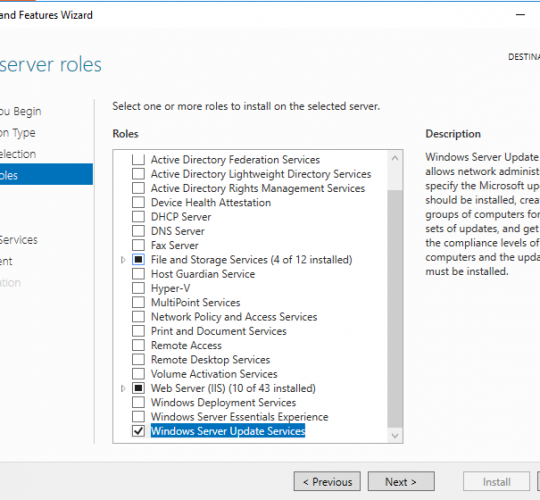 and Features Wizard
server roles
DESTINA
ou Begin
on Type
election
oles
Services
ent
ation
Select one or more roles to install on the selected server.
Roles
Active Directory Federation Services
Active Directory Lightweight Directory Services
Active Directory Rights Management Services
Device Health Attestation
DHCP Server
DNS Server
Fax Server
File and Storage Services (4 of 12 installed)
Host Guardian Service
Hyper-V
MultiPoint Services
Network Policy and Access Services
Print and Document Services
Remote Access
Remote Desktop Services
Volume Activation Services
Web Server (IIS) (10 of 43 installed)
Windows Deployment Services
Windows Server Essentials Experience
Windows Server Update Services
Description
Windows Server Update
allows network administ
specify the Microsoft up
should be installed, crea
groups of computers for
sets of updates, and get
the compliance levels of
computers and the upda
must be installed.
< Previous
Next >
Install